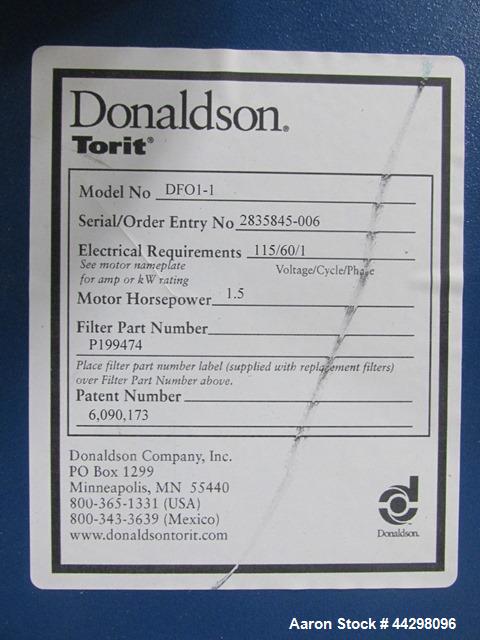 Donaldson®
Torit®
Model No DFO1-1
Serial/Order Entry No 2835845-006
Electrical Requirements 115/60/1
See motor nameplate Voltage/Cycle/Phase
for amp or kW rating
Motor Horsepower 1.5
Filter Part Number
P199474
Place filter part number label (supplied with replacement filters)
over Filter Part Number above.
Patent Number
6,090,173
Donaldson Company, Inc.
PO Box 1299
Minneapolis, MN 55440
800-365-1331 (USA)
800-343-3639 (Mexico)
www.donaldsontorit.com
Donaldson.
Aaron Stock # 44298096